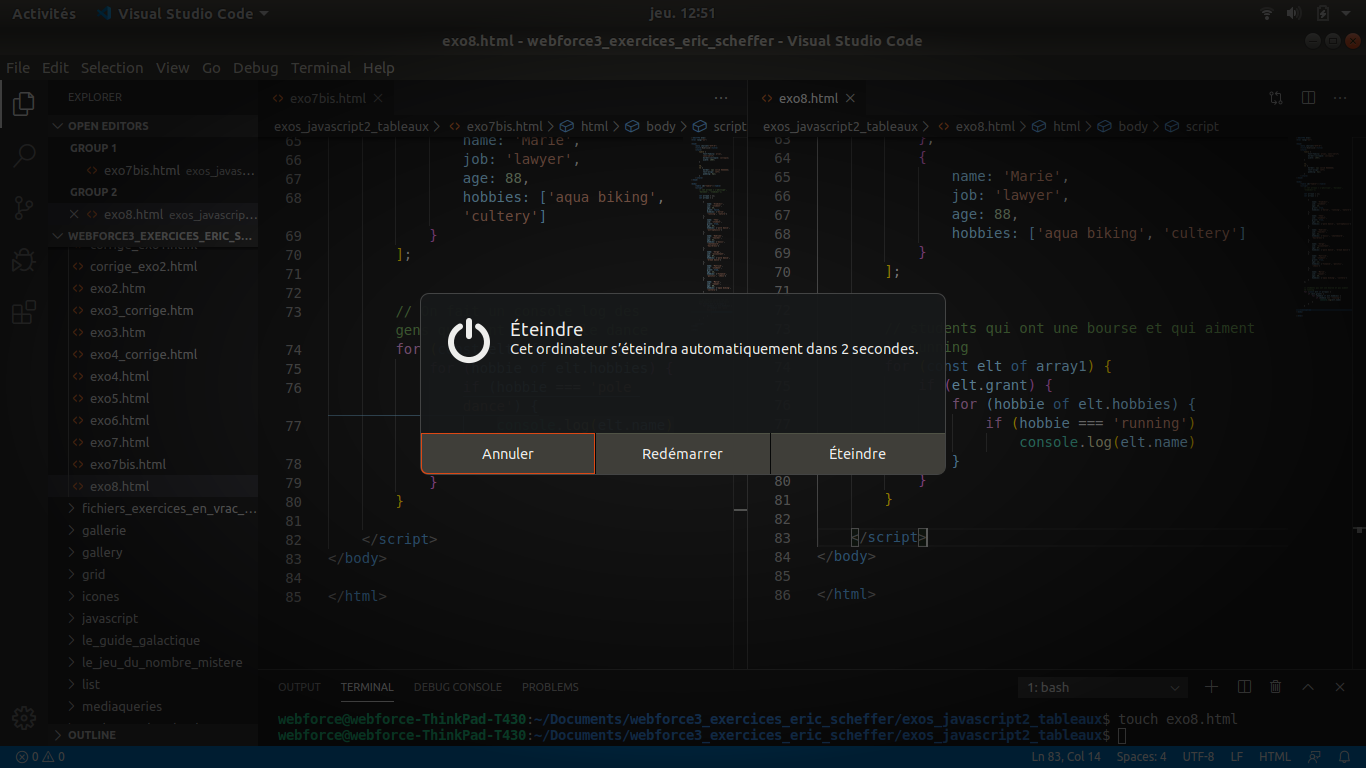 Activités Visual Studio Code jeu. 12:51
exo8.html - webforce3_exercices_eric_scheffer - Visual Studio Code
File Edit Selection View Go Debug Terminal Help
EXPLORER
OPEN EDITORS
GROUP 1
exo7bis.html exos_javas...
GROUP 2
exo8.html exos_javascrip...
WEBFORCE3_EXERCICES_ERIC_S...
corrige_exo2.html
exo2.htm
exo3_corrige.htm
exo3.htm
exo4_corrige.html
exo4.html
exo5.html
exo6.html
exo7.html
exo7bis.html
exo8.html
fichiers_exercices_en_vrac_...
gallerie
gallery
grid
icones
javascript
le_guide_galactique
le_jeu_du_nombre_mistere
list
mediaqueries
OUTLINE
exo7bis.html
exos_javascript2_tableaux > exo7bis.html > html > body > script
65 name: 'Marie',
66 job: 'lawyer',
67 age: 88,
68 hobbies: ['aqua biking',
'cultery']
69 }
70 ];
71
72
73 //
gen
74 for
75
76
77
78
79 }
80 }
81
82 </script>
83 </body>
84
85 </html>
exo8.html
exos_javascript2_tableaux > exo8.html > html > body > script
63 },
64 {
65 name: 'Marie',
66 job: 'lawyer',
67 age: 88,
68 hobbies: ['aqua biking', 'cultery']
69 }
70 ];
71
ents qui ont une bourse et qui aiment
ing
nst elt of array1) {
(elt.grant) {
for (hobbie of elt.hobbies) {
if (hobbie === 'running')
console.log(elt.name)
}
80 }
81 }
82
83 </script>
84 </body>
85
86 </html>
Éteindre
Cet ordinateur s’éteindra automatiquement dans 2 secondes.
Annuler Redémarrer Éteindre
OUTPUT TERMINAL DEBUG CONSOLE PROBLEMS 1: bash
webforce@webforce-ThinkPad-T430:~/Documents/webforce3_exercices_eric_scheffer/exos_javascript2_tableaux$ touch exo8.html
webforce@webforce-ThinkPad-T430:~/Documents/webforce3_exercices_eric_scheffer/exos_javascript2_tableaux$
0 0 Ln 83, Col 14 Spaces: 4 UTF-8 LF HTML